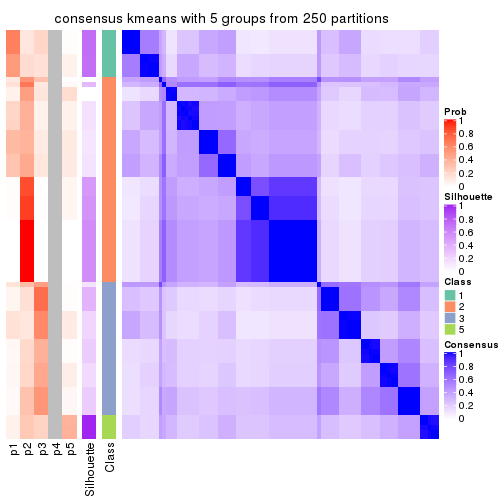 consensus kmeans with 5 groups from 250 partitions
Prob
1
0.8
0.6
0.4
0.2
0
Silhouette
1
0.8
0.6
0.4
0.2
0
Class
1
2
3
5
Consensus
1
0.8
0.6
0.4
0.2
0
p1
p2
p3
p4
p5
Silhouette
Class